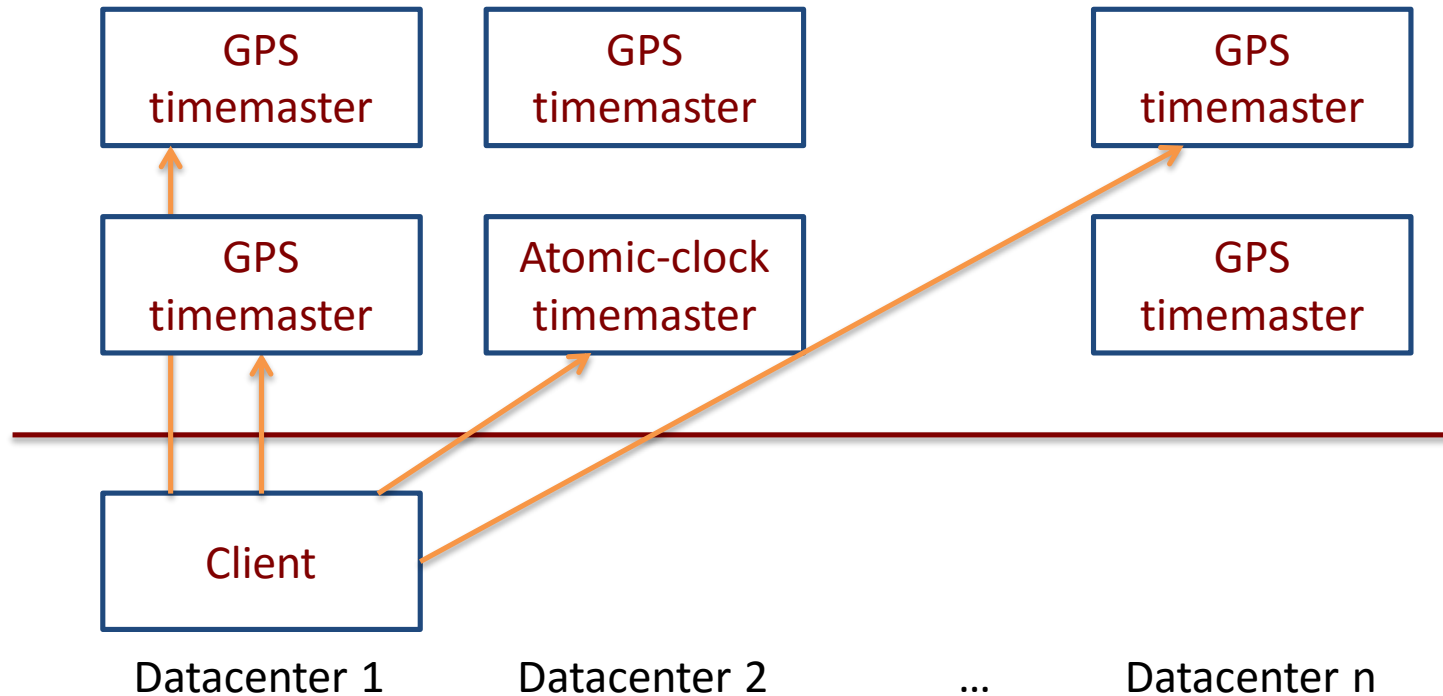 GPS
timemaster
GPS
timemaster
GPS
timemaster
GPS
timemaster
Atomic-clock
timemaster
GPS
timemaster
Client
Datacenter 1
Datacenter 2
...
Datacenter n